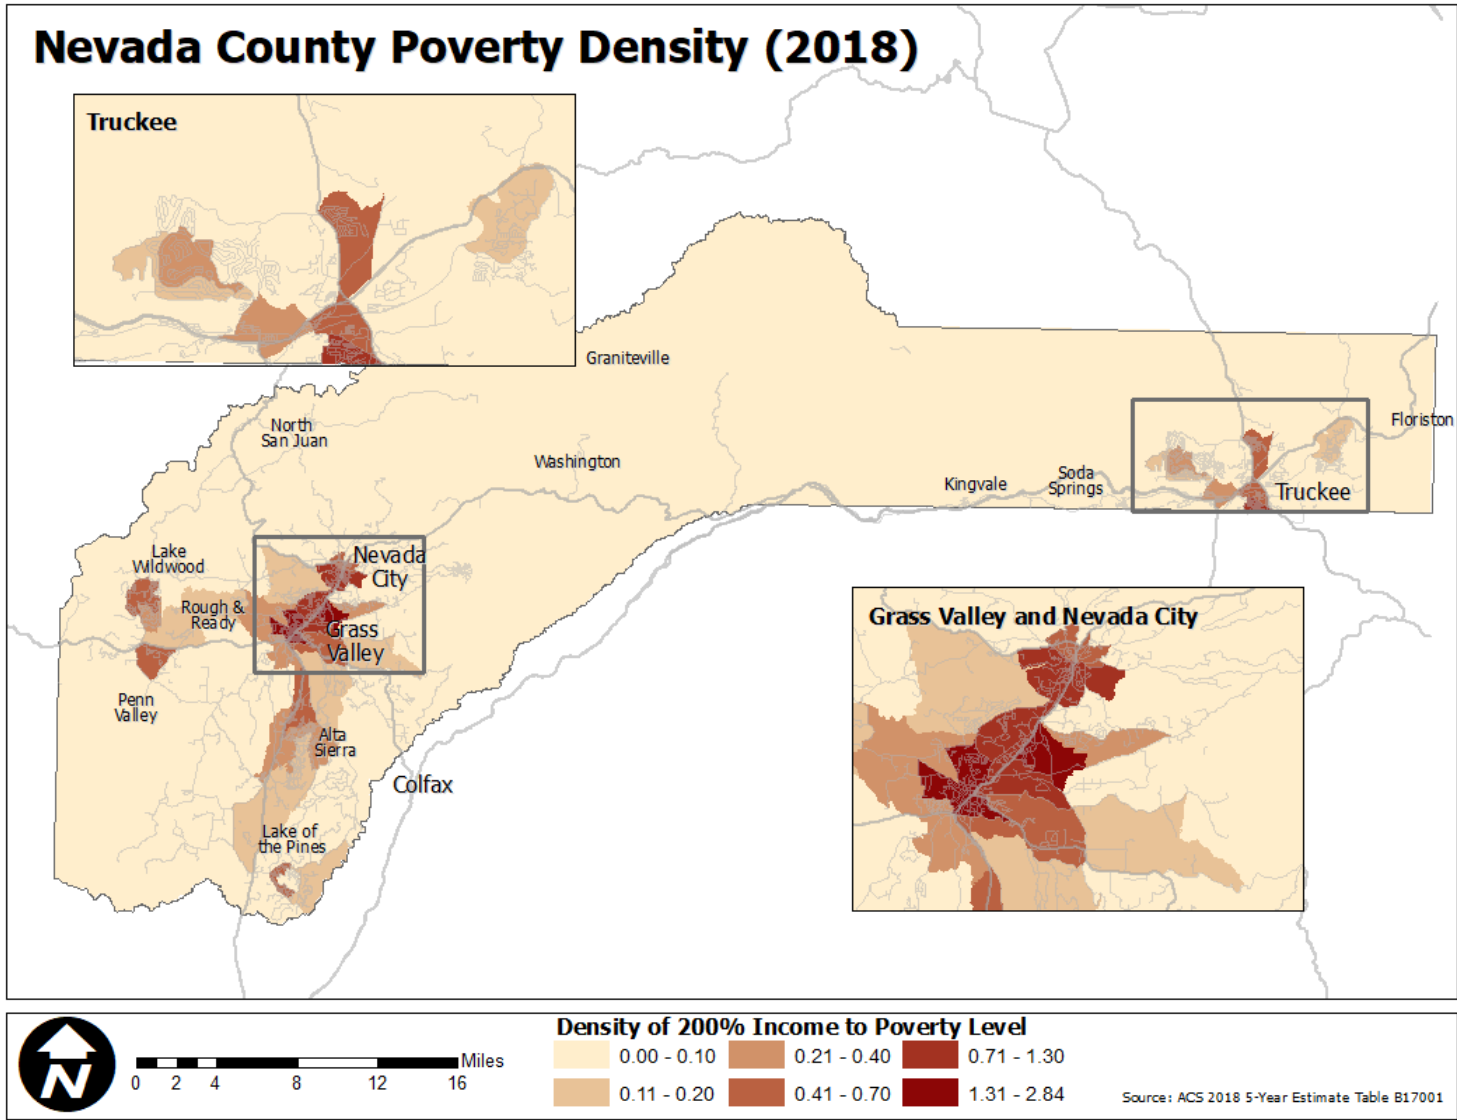 Nevada County Poverty Density (2018)
Truckee
Graniteville
North
San Juan
Washington
Floriston
Kingvale
Soda
Springs
Truckee
Lake
Wildwood
Nevada
City
Rough &
Ready
Grass
Valley
Penn
Valley
Alta
Sierra
Colfax
Lake of
the Pines
Grass Valley and Nevada City
N
Miles
0 2 4 8 12 16
Density of 200% Income to Poverty Level
0.00 - 0.10 0.21 - 0.40 0.71 - 1.30
0.11 - 0.20 0.41 - 0.70 1.31 - 2.84
Source: ACS 2018 5-Year Estimate Table B17001